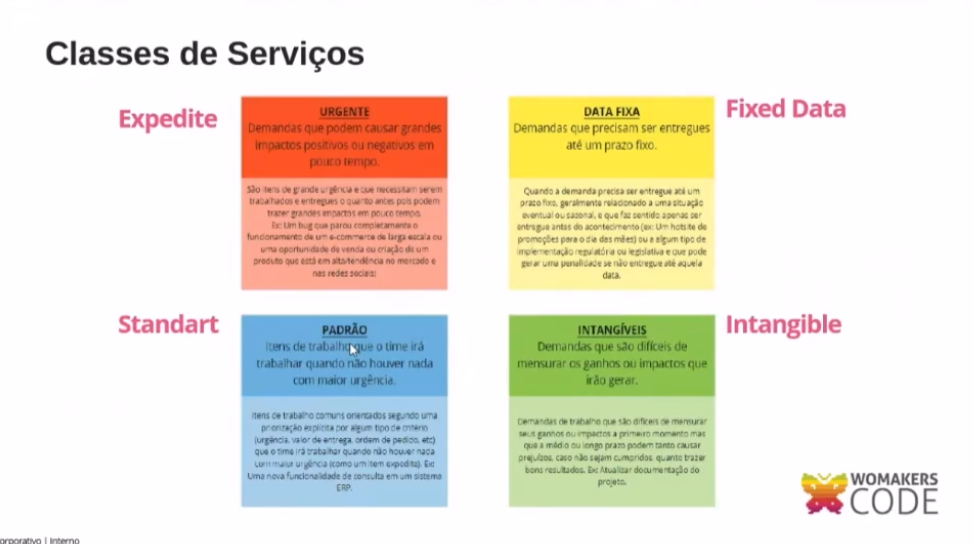 Classes de Serviços
Expedite
URGENTE
Demandas que podem causar grandes
impactos positivos ou negativos em
pouco tempo.
São itens de grande urgência e que necessitam serem
trabalhados e entregues o quanto antes pois podem
trazer grandes impactos em pouco tempo.
Ex: Um bug que parou completamente o
funcionamento de um e-commerce de larga escala ou
uma oportunidade de venda ou criação de um
produto que está em alta/tendência no mercado e
nas redes sociais;
DATA FIXA
Demandas que precisam ser entregues
até um prazo fixo.
Quando a demanda precisa ser entregue até um
prazo fixo, geralmente relacionado a uma situação
eventual ou sazonal, e que faz sentido apenas ser
entregue antes do acontecimento (ex: Um hotsite de
promoções para o dia das mães) ou a algum tipo de
implementação regulatória ou legislativa e que pode
gerar uma penalidade se não entregue até aquela
data.
Fixed Data
Standart
PADRÃO
Itens de trabalho que o time irá
trabalhar quando não houver nada
com maior urgência.
Itens de trabalho comuns orientados segundo uma
priorização explícita por algum tipo de critério
(urgência, valor de entrega, ordem de pedido, etc)
que o time irá trabalhar quando não houver nada
com maior urgência (como um item expedite). Ex:
Uma nova funcionalidade de consulta em um sistema
ERP.
INTANGÍVEIS
Demandas que são difíceis de
mensurar os ganhos ou impactos que
irão gerar.
Demandas de trabalho que são difíceis de mensurar
seus ganhos ou impactos a primeiro momento mas
que a médio ou longo prazo podem tanto causar
prejuízos, caso não sejam cumpridos, quanto trazer
bons resultados. Ex: Atualizar documentação do
projeto.
Intangible
WOMAKERS
CODE
orporativo | Interno